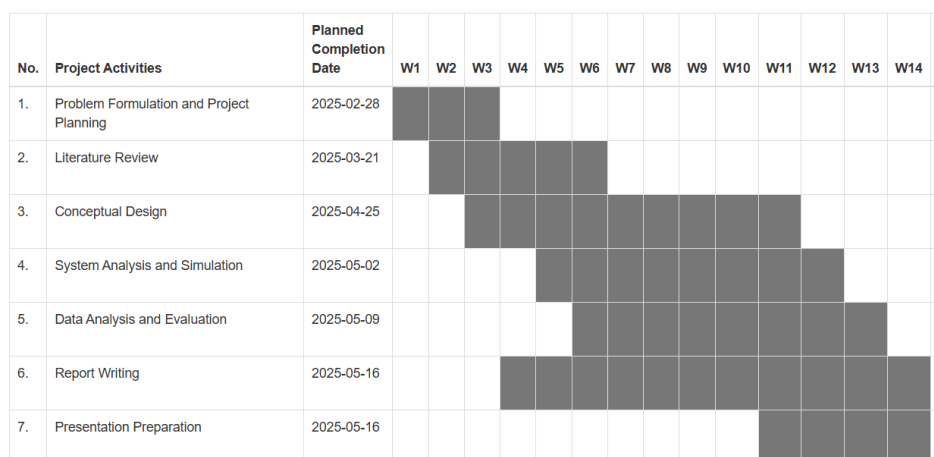 No. Project Activities Planned Completion Date W1 W2 W3 W4 W5 W6 W7 W8 W9 W10 W11 W12 W13 W14
1. Problem Formulation and Project Planning 2025-02-28
2. Literature Review 2025-03-21
3. Conceptual Design 2025-04-25
4. System Analysis and Simulation 2025-05-02
5. Data Analysis and Evaluation 2025-05-09
6. Report Writing 2025-05-16
7. Presentation Preparation 2025-05-16